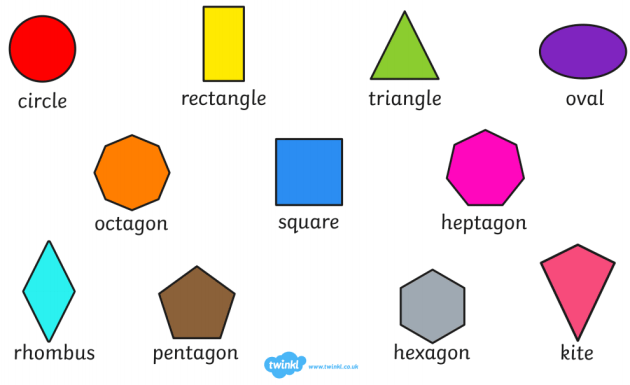 circle
rectangle
triangle
oval
octagon
square
heptagon
rhombus
pentagon
hexagon
kite
twinkl www.twinkl.co.uk